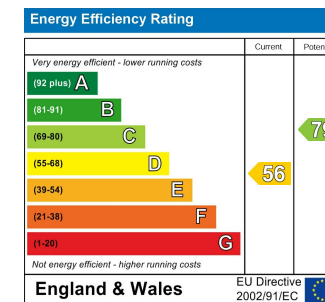 Energy Efficiency Rating
Current
Very energy efficient - lower running costs
(92 plus) A
(81-91) B
(69-80) C
(55-68) D
56
(39-54) E
(21-38) F
(1-20) G
Not energy efficient - higher running costs
England & Wales
EU Directive
2002/91/EC